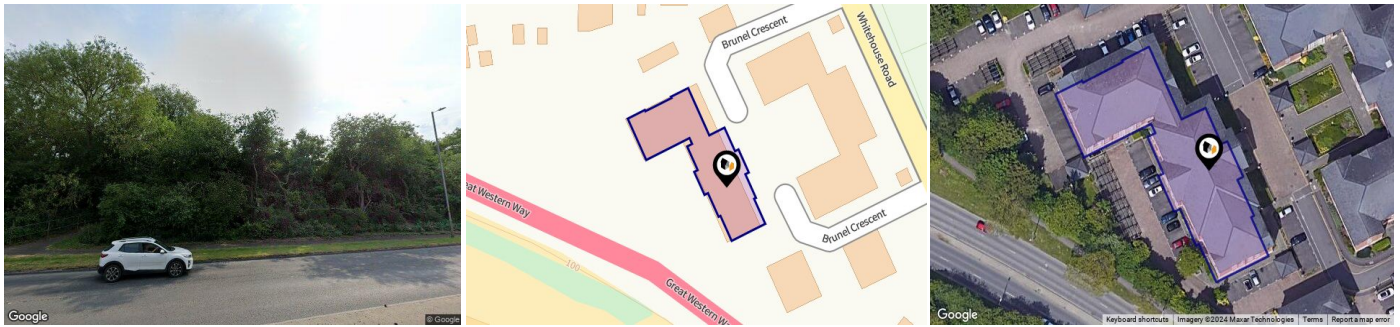 Google
© Google
Brunel Crescent
Whitehouse Road
Great Western Way
100
Brunel Crescent
Great Western Wa
Google
Keyboard shortcuts
Imagery ©2024 Maxar Technologies
Terms
Report a map error